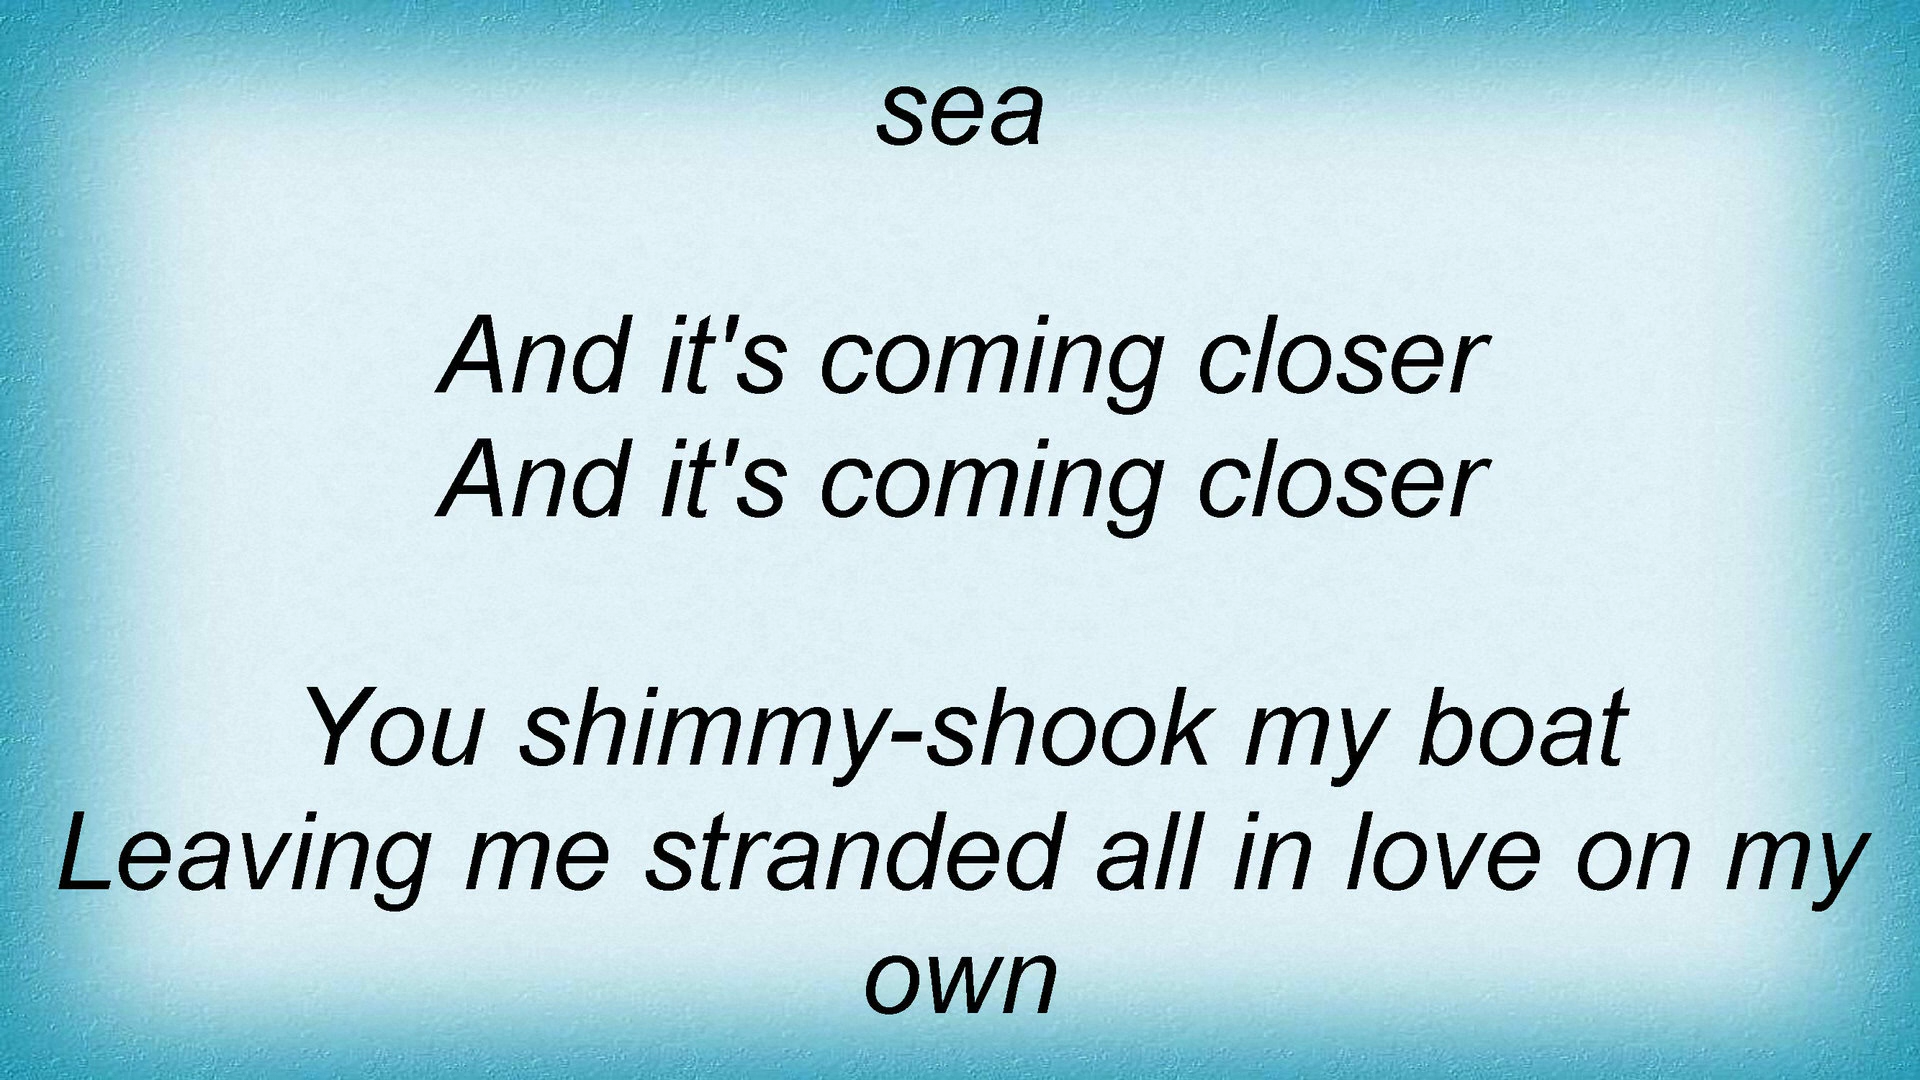 sea
And it's coming closer
And it's coming closer
You shimmy-shook my boat
Leaving me stranded all in love on my
own